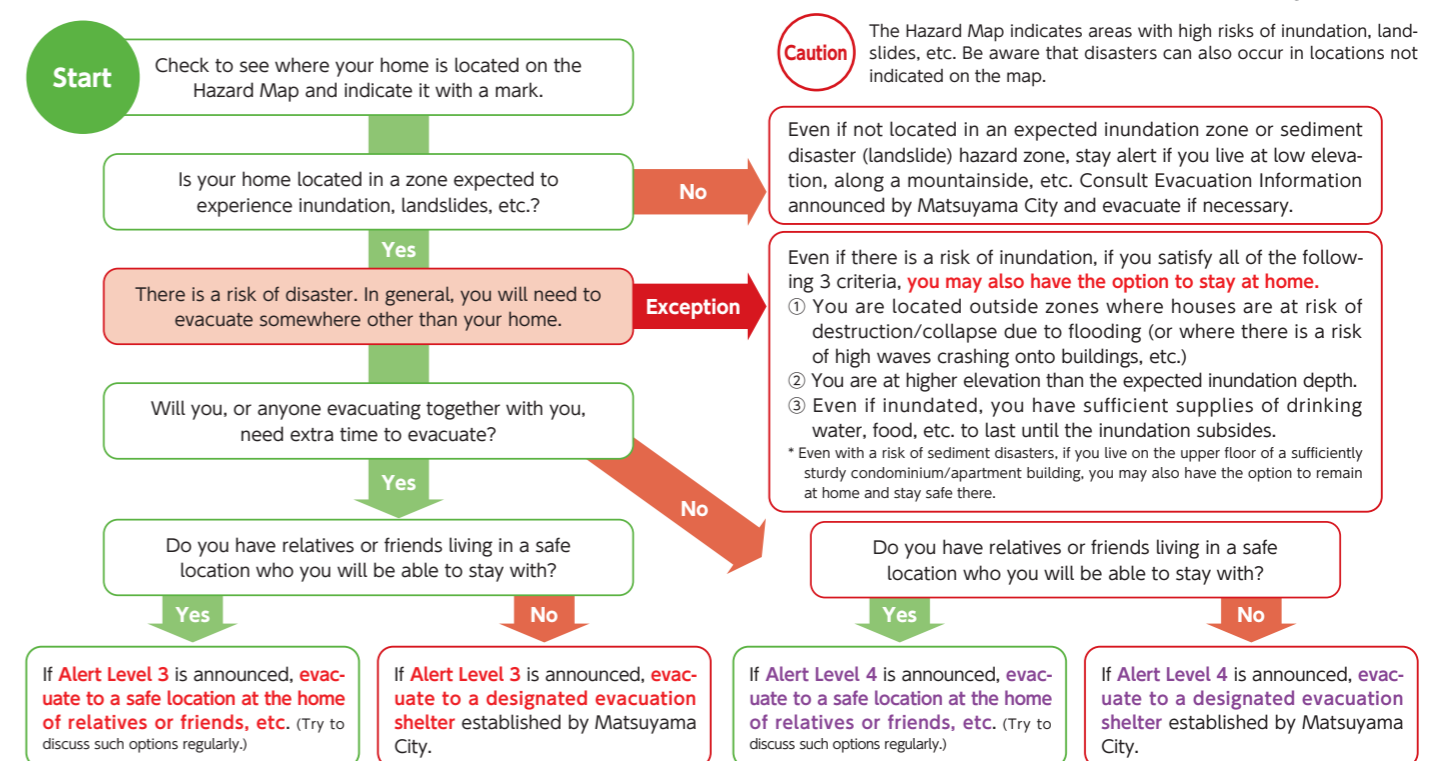 Start
Check to see where your home is located on the
Hazard Map and indicate it with a mark.
Caution
The Hazard Map indicates areas with high risks of inundation, land-
slides, etc. Be aware that disasters can also occur in locations not
indicated on the map.
Is your home located in a zone expected to
experience inundation, landslides, etc.?
No
Even if not located in an expected inundation zone or sediment
disaster (landslide) hazard zone, stay alert if you live at low eleva-
tion, along a mountainside, etc. Consult Evacuation Information
announced by Matsuyama City and evacuate if necessary.
Yes
There is a risk of disaster. In general, you will need to
evacuate somewhere other than your home.
Exception
Even if there is a risk of inundation, if you satisfy all of the follow-
ing 3 criteria, you may also have the option to stay at home.
① You are located outside zones where houses are at risk of
destruction/collapse due to flooding (or where there is a risk
of high waves crashing onto buildings, etc.)
② You are at higher elevation than the expected inundation depth.
③ Even if inundated, you have sufficient supplies of drinking
water, food, etc. to last until the inundation subsides.
* Even with a risk of sediment disasters, if you live on the upper floor of a sufficiently
sturdy condominium/apartment building, you may also have the option to remain
at home and stay safe there.
Will you, or anyone evacuating together with you,
need extra time to evacuate?
Yes
No
Do you have relatives or friends living in a safe
location who you will be able to stay with?
Yes
No
Do you have relatives or friends living in a safe
location who you will be able to stay with?
Yes
No
If Alert Level 3 is announced, evac-
uate to a safe location at the home
of relatives or friends, etc. (Try to
discuss such options regularly.)
If Alert Level 3 is announced, evac-
uate to a designated evacuation
shelter established by Matsuyama
City.
If Alert Level 4 is announced, evac-
uate to a safe location at the home
of relatives or friends, etc. (Try to
discuss such options regularly.)
If Alert Level 4 is announced, evac-
uate to a designated evacuation
shelter established by Matsuyama
City.